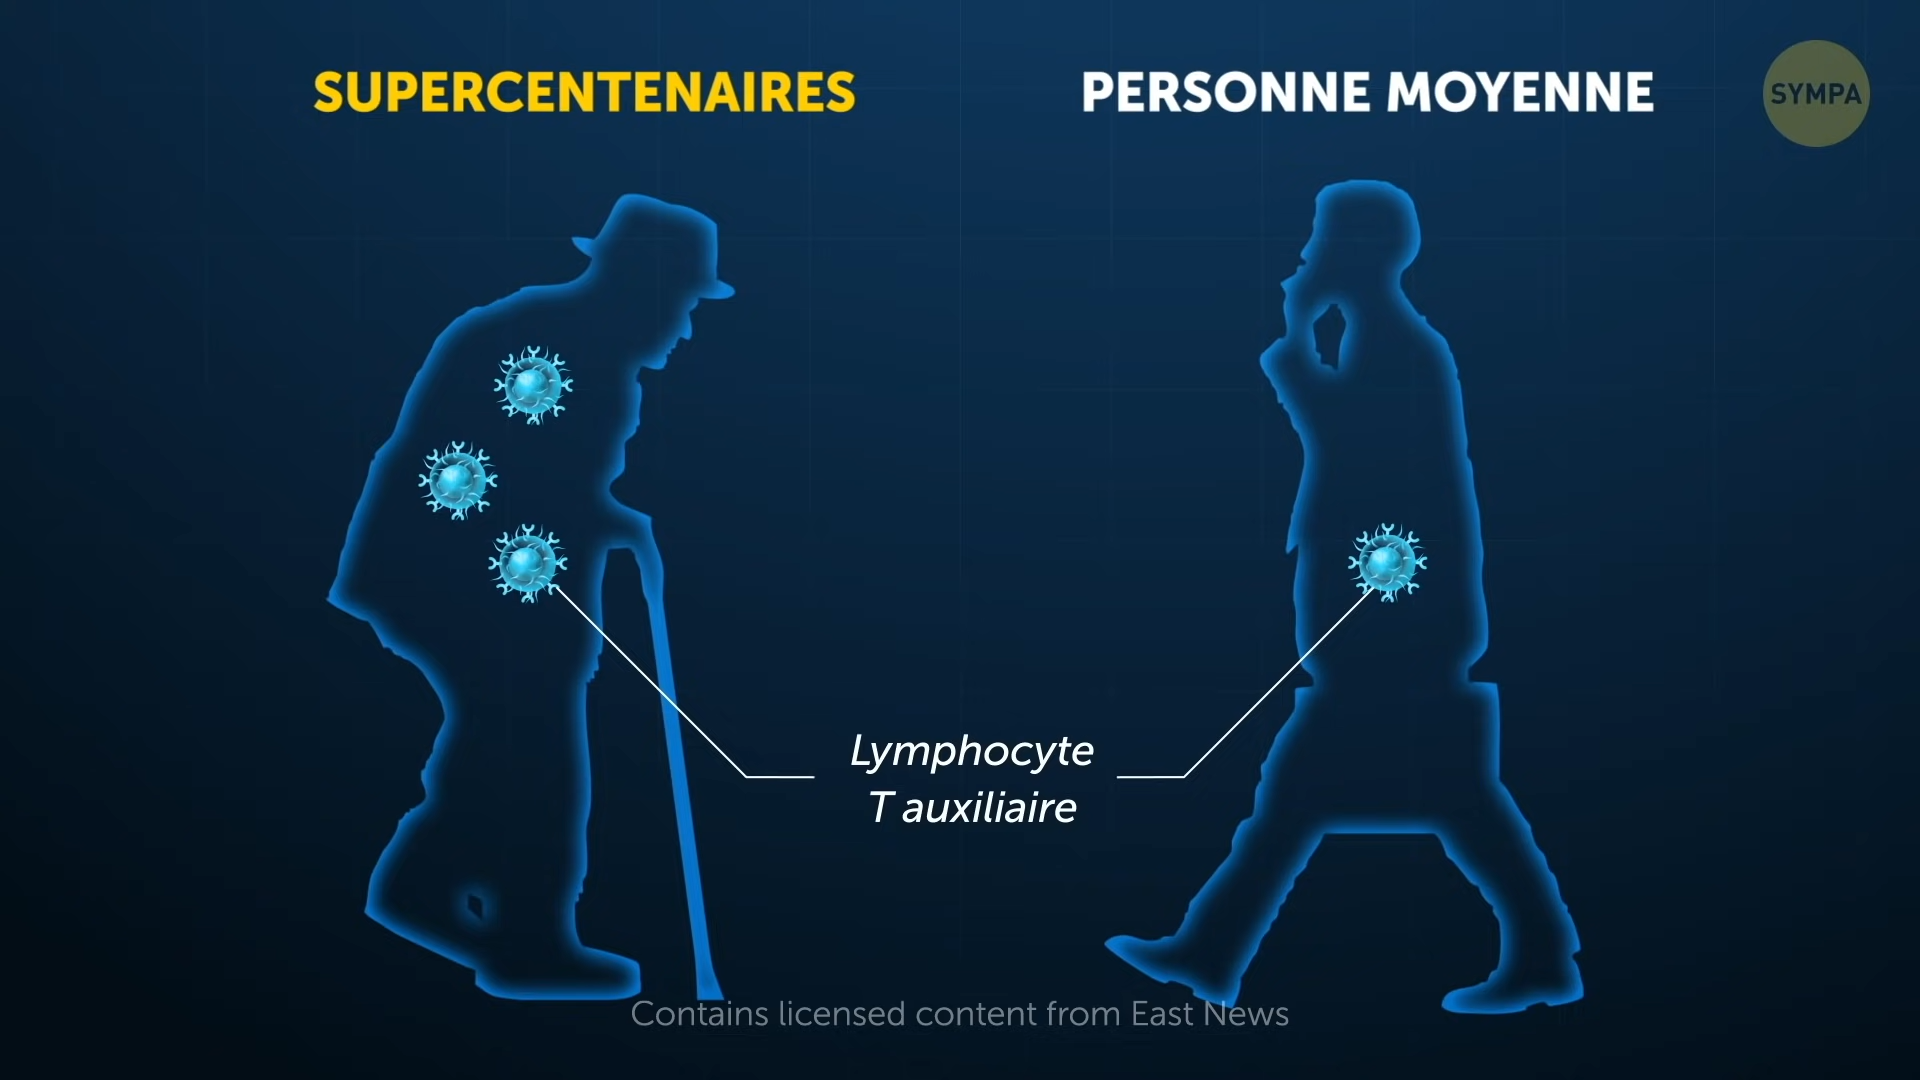 SUPERCENTENAIRES
PERSONNE MOYENNE
SYMPA
Lymphocyte
T auxiliaire
Contains licensed content from East News